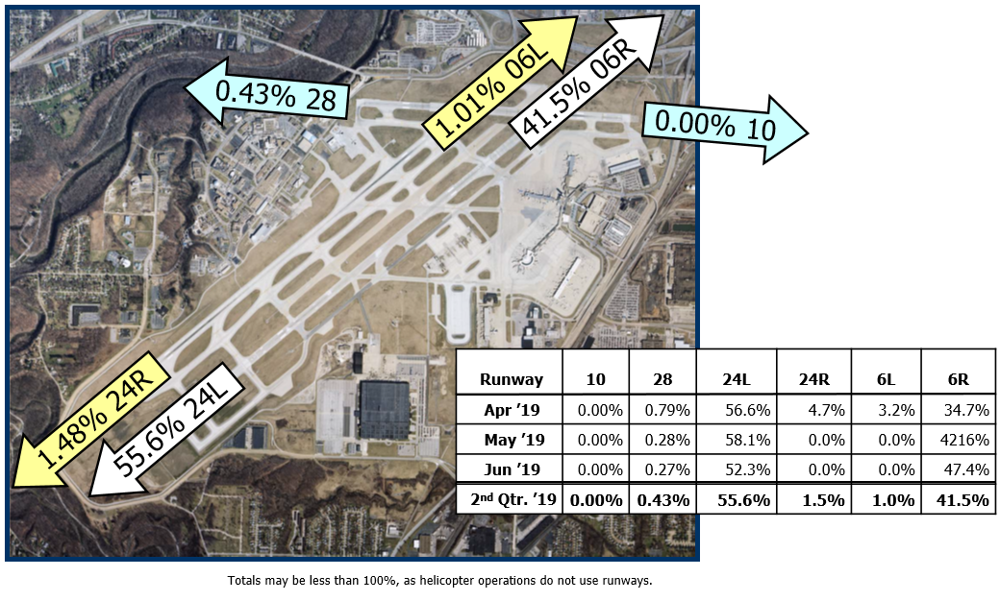 1.01% 06L
41.5% 06R
0.43% 28
0.00% 10
1.48% 24R
55.6% 24L
Runway 10 28 24L 24R 6L 6R
Apr ’19 0.00% 0.79% 56.6% 4.7% 3.2% 34.7%
May ’19 0.00% 0.28% 58.1% 0.0% 0.0% 4216%
Jun ’19 0.00% 0.27% 52.3% 0.0% 0.0% 47.4%
2nd Qtr. ’19 0.00% 0.43% 55.6% 1.5% 1.0% 41.5%
Totals may be less than 100%, as helicopter operations do not use runways.